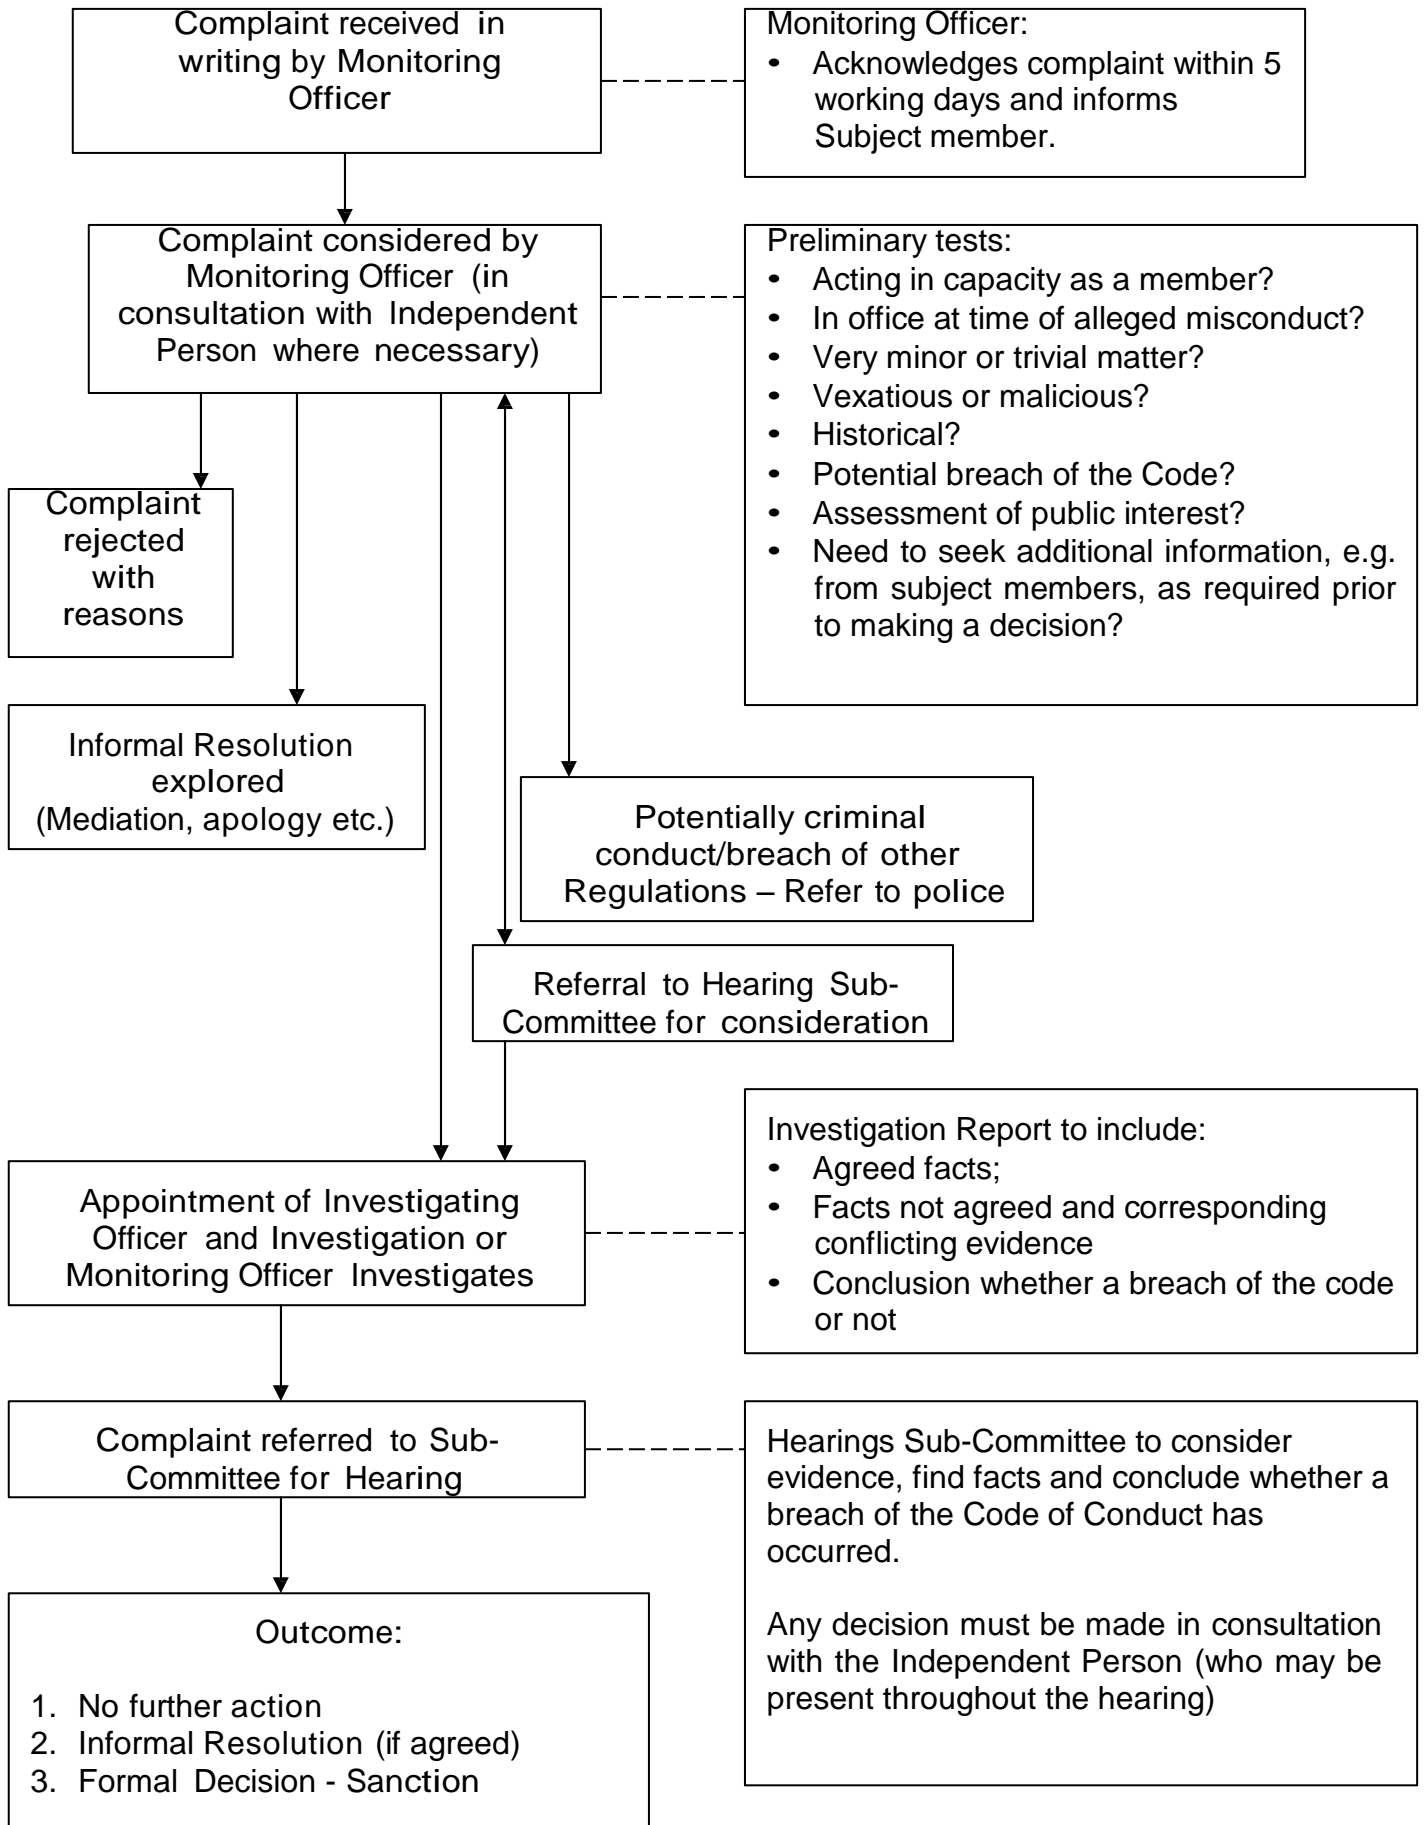 Complaint received in
writing by Monitoring
Officer
Monitoring Officer:
• Acknowledges complaint within 5
working days and informs
Subject member.
Complaint considered by
Monitoring Officer (in
consultation with Independent
Person where necessary)
Preliminary tests:
• Acting in capacity as a member?
• In office at time of alleged misconduct?
• Very minor or trivial matter?
• Vexatious or malicious?
• Historical?
• Potential breach of the Code?
• Assessment of public interest?
• Need to seek additional information, e.g.
from subject members, as required prior
to making a decision?
Complaint
rejected
with
reasons
Informal Resolution
explored
(Mediation, apology etc.)
Potentially criminal
conduct/breach of other
Regulations – Refer to police
Referral to Hearing Sub-
Committee for consideration
Appointment of Investigating
Officer and Investigation or
Monitoring Officer Investigates
Investigation Report to include:
• Agreed facts;
• Facts not agreed and corresponding
conflicting evidence
• Conclusion whether a breach of the code
or not
Complaint referred to Sub-
Committee for Hearing
Hearings Sub-Committee to consider
evidence, find facts and conclude whether a
breach of the Code of Conduct has
occurred.
Any decision must be made in consultation
with the Independent Person (who may be
present throughout the hearing)
Outcome:
1. No further action
2. Informal Resolution (if agreed)
3. Formal Decision - Sanction